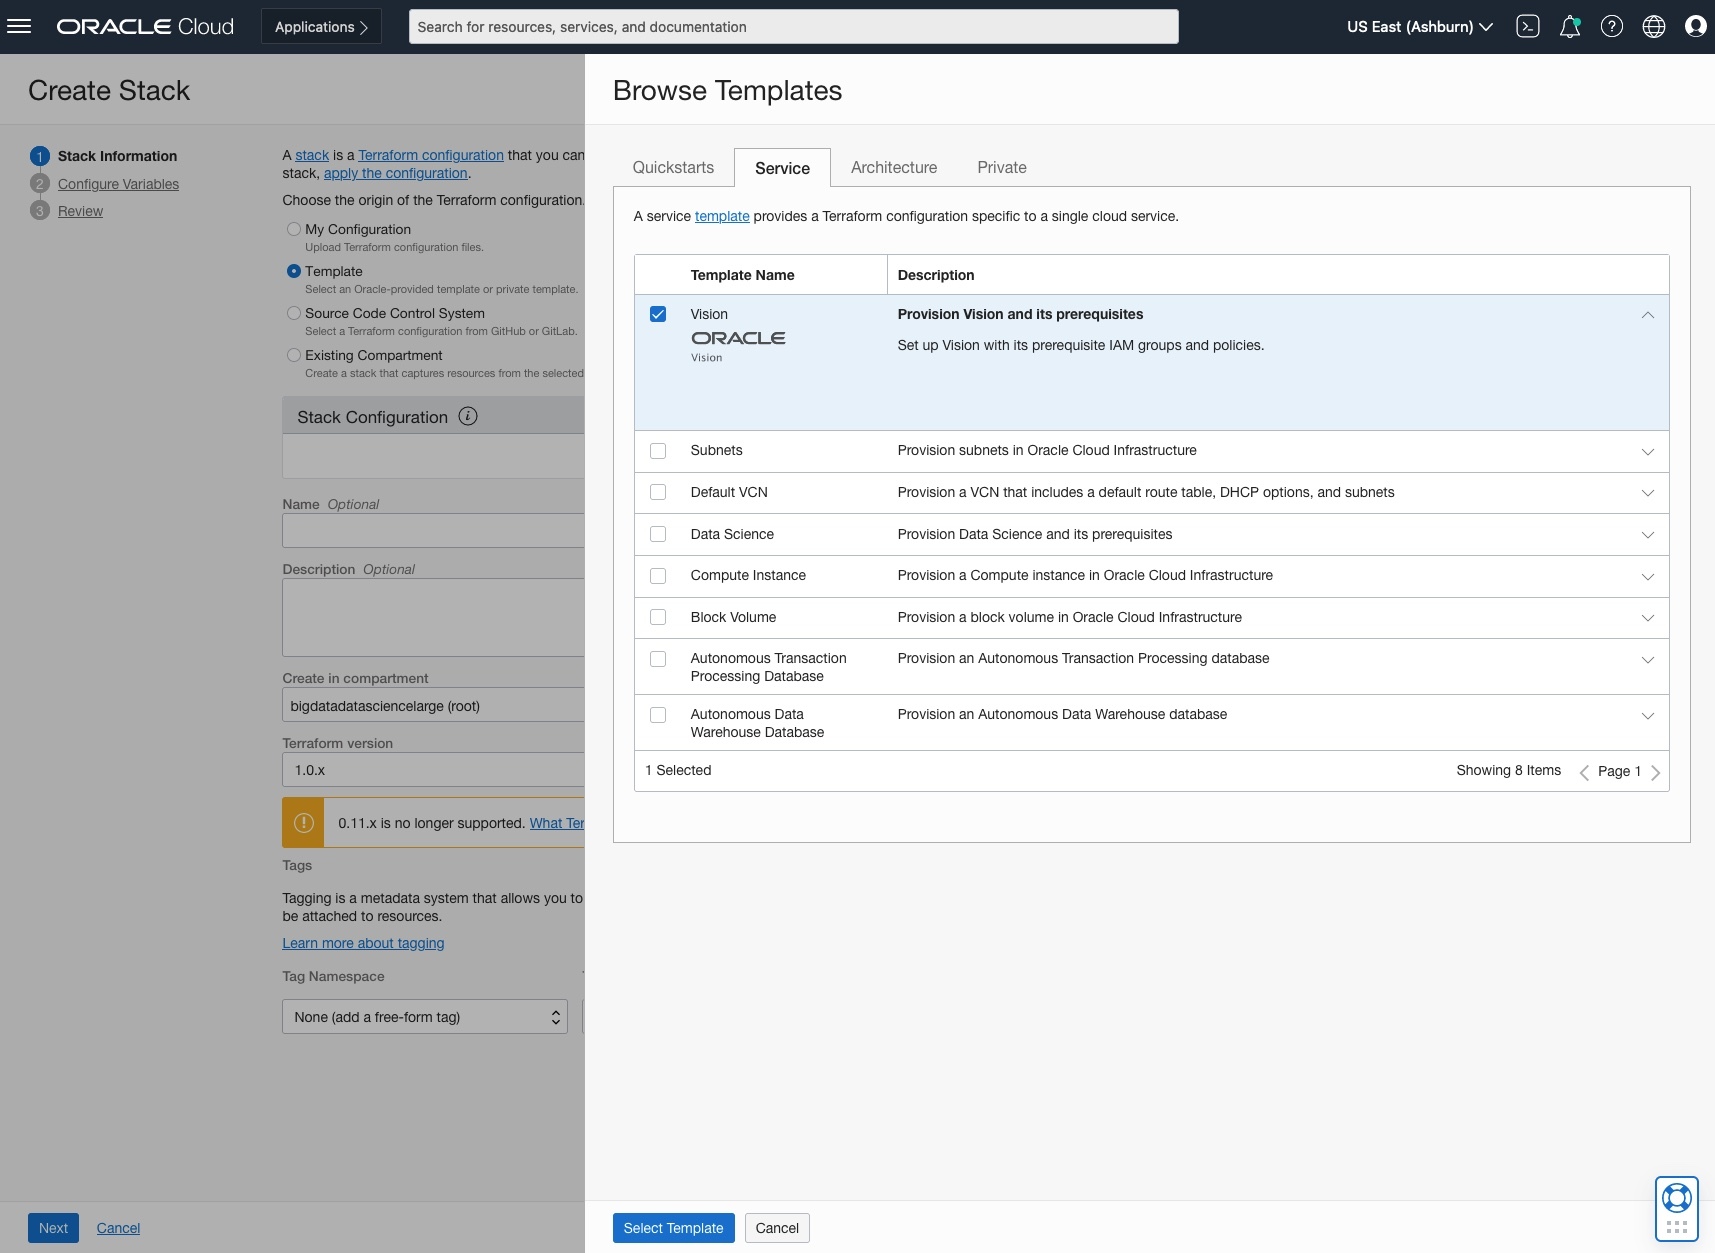 ORACLE Cloud
Applications
Search for resources, services, and documentation
US East (Ashburn)
Create Stack
1 Stack Information
2 Configure Variables
3 Review
A stack is a Terraform configuration that you can
stack, apply the configuration.
Choose the origin of the Terraform configuration.
My Configuration
Upload Terraform configuration files.
Template
Select an Oracle-provided template or private template.
Source Code Control System
Select a Terraform configuration from GitHub or GitLab.
Existing Compartment
Create a stack that captures resources from the selected
Stack Configuration
Name Optional
Description Optional
Create in compartment
bigdatadatasciencelarge (root)
Terraform version
1.0.x
0.11.x is no longer supported. What Ter
Tags
Tagging is a metadata system that allows you to
be attached to resources.
Learn more about tagging
Tag Namespace
None (add a free-form tag)
Next
Cancel
Browse Templates
Quickstarts
Service
Architecture
Private
A service template provides a Terraform configuration specific to a single cloud service.
Template Name
Description
Vision
ORACLE
Vision
Provision Vision and its prerequisites
Set up Vision with its prerequisite IAM groups and policies.
Subnets
Provision subnets in Oracle Cloud Infrastructure
Default VCN
Provision a VCN that includes a default route table, DHCP options, and subnets
Data Science
Provision Data Science and its prerequisites
Compute Instance
Provision a Compute instance in Oracle Cloud Infrastructure
Block Volume
Provision a block volume in Oracle Cloud Infrastructure
Autonomous Transaction
Processing Database
Provision an Autonomous Transaction Processing database
Autonomous Data
Warehouse Database
Provision an Autonomous Data Warehouse database
1 Selected
Showing 8 Items
Page 1
Select Template
Cancel